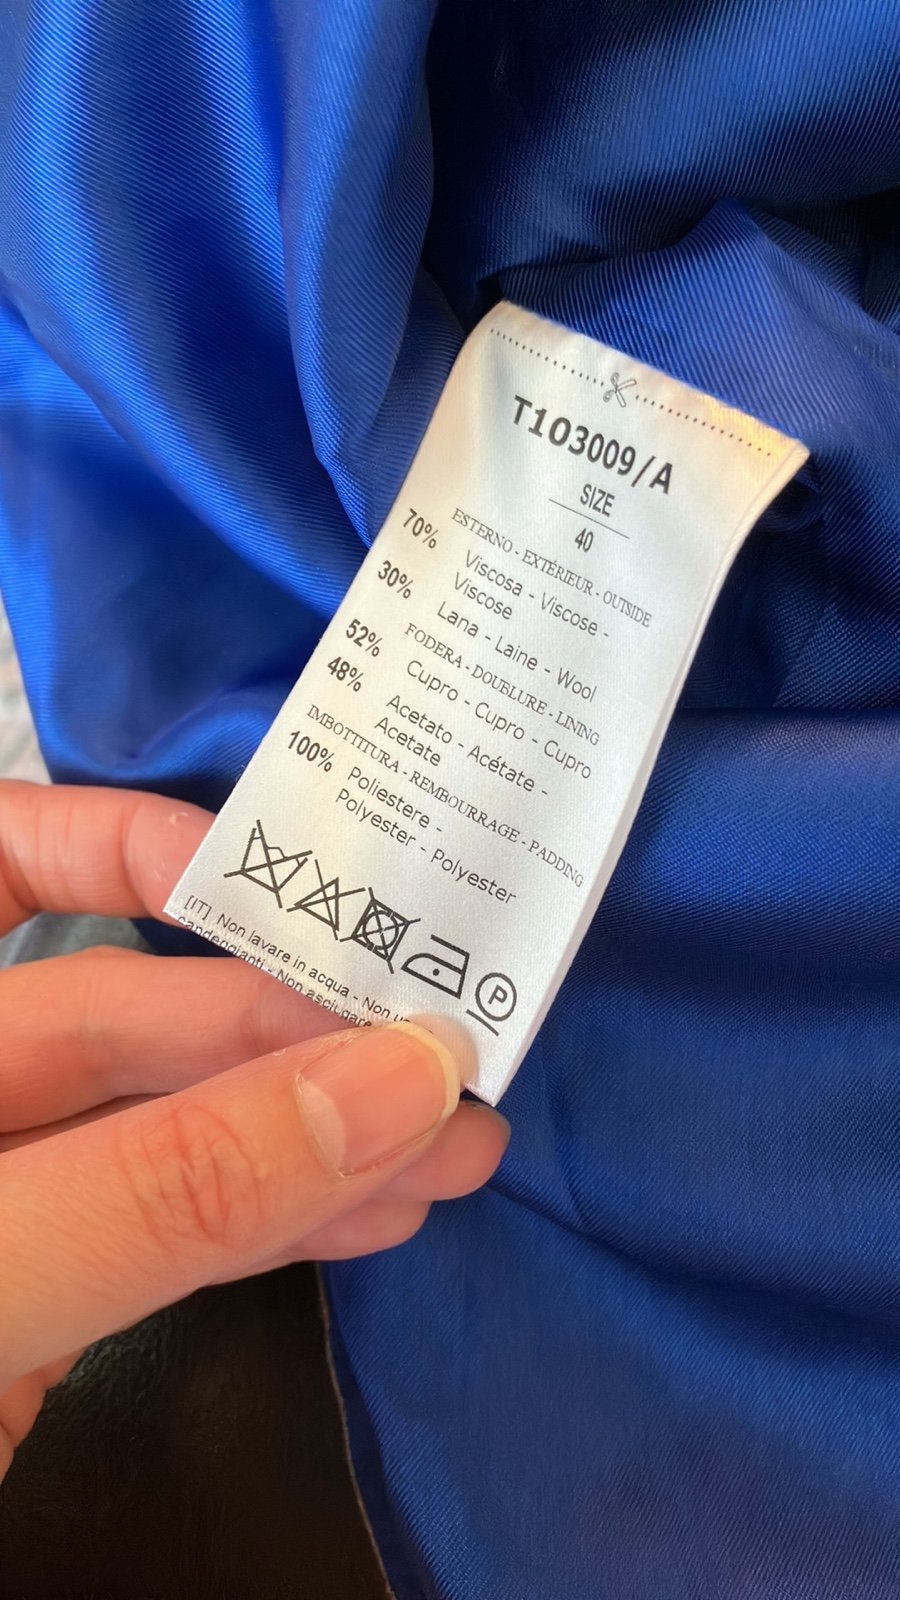 T103009/A
SIZE
40
ESTERNO - EXTÉRIEUR - OUTSIDE
70% Viscosa - Viscose -
Viscose
30% Lana - Laine - Wool
FODERA - DOUBLURE - LINING
52% Cupro - Cupro - Cupro
48% Acetato - Acétate -
Acetate
IMBOTTITURA - REMBOURRAGE - PADDING
100% Poliestere -
Polyester - Polyester
P
[IT] Non lavare in acqua - Non
candeggianti - Non asciugare